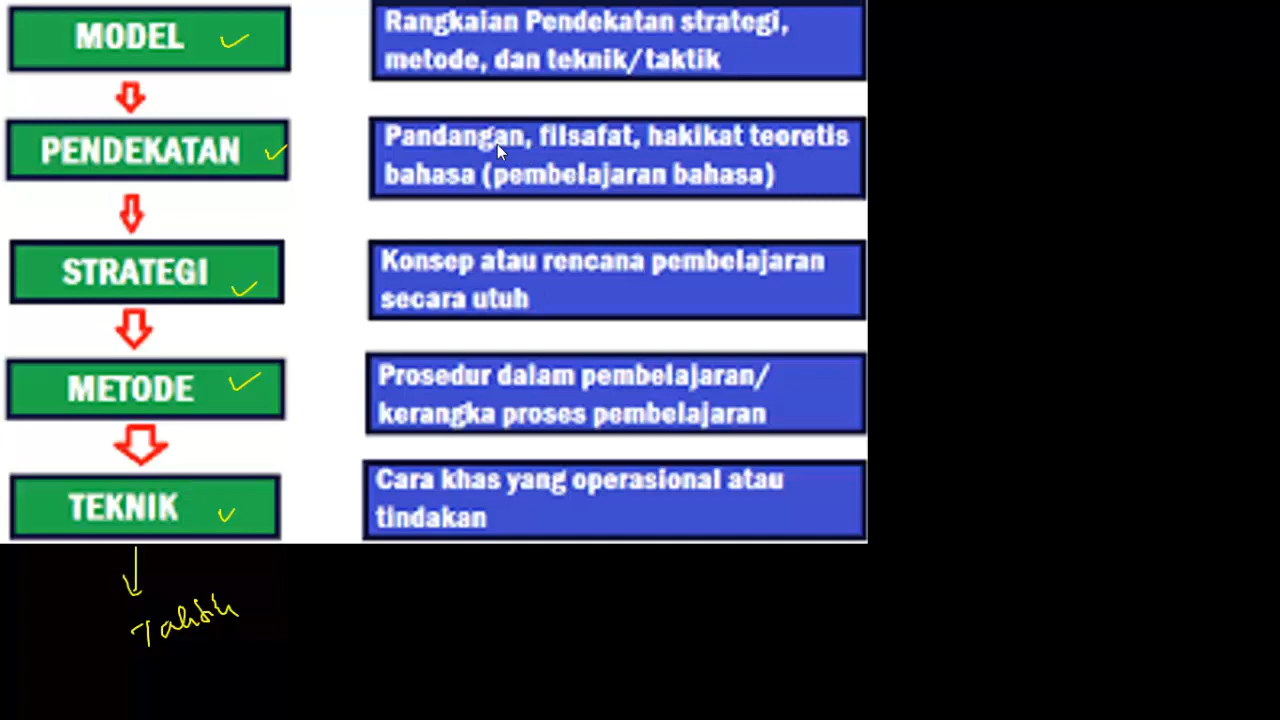 MODEL
Rangkaian Pendekatan strategi,
metode, dan teknik/taktik
PENDEKATAN
Pandangan, filsafat, hakikat teoretis
bahasa (pembelajaran bahasa)
STRATEGI
Konsep atau rencana pembelajaran
secara utuh
METODE
Prosedur dalam pembelajaran/
kerangka proses pembelajaran
TEKNIK
Cara khas yang operasional atau
tindakan
Taktik